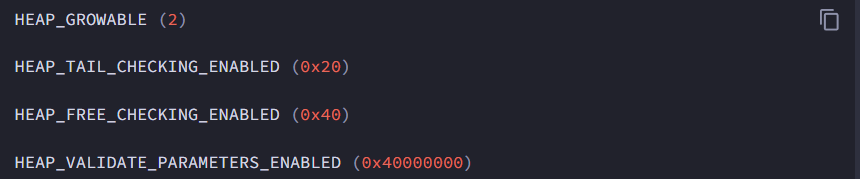 HEAP_GROWABLE (2)
HEAP_TAIL_CHECKING_ENABLED (0x20)
HEAP_FREE_CHECKING_ENABLED (0x40)
HEAP_VALIDATE_PARAMETERS_ENABLED (0x40000000)